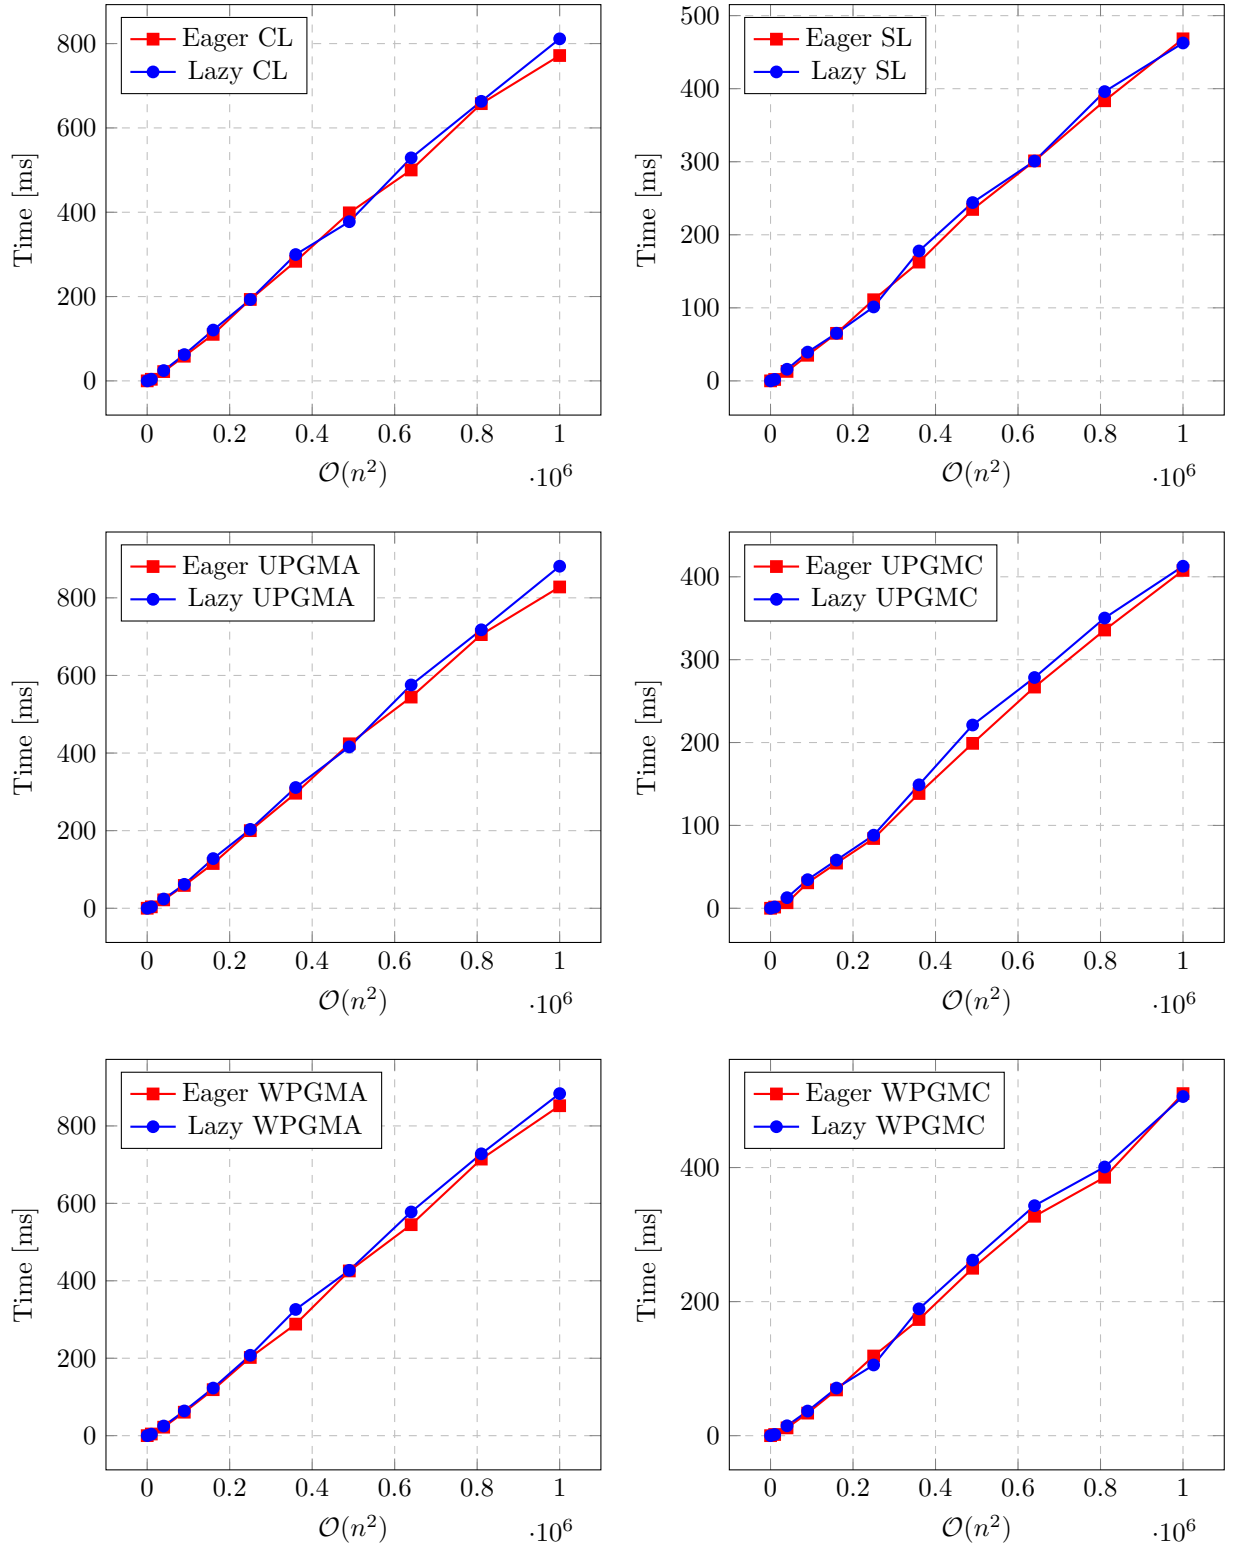 Eager CL
Lazy CL
Time [ms]
800
600
400
200
0
0 0.2 0.4 0.6 0.8 1
𝒪(n²)
·10⁶
Eager SL
Lazy SL
Time [ms]
500
400
300
200
100
0
0 0.2 0.4 0.6 0.8 1
𝒪(n²)
·10⁶
Eager UPGMA
Lazy UPGMA
Time [ms]
800
600
400
200
0
0 0.2 0.4 0.6 0.8 1
𝒪(n²)
·10⁶
Eager UPGMC
Lazy UPGMC
Time [ms]
400
300
200
100
0
0 0.2 0.4 0.6 0.8 1
𝒪(n²)
·10⁶
Eager WPGMA
Lazy WPGMA
Time [ms]
800
600
400
200
0
0 0.2 0.4 0.6 0.8 1
𝒪(n²)
·10⁶
Eager WPGMC
Lazy WPGMC
Time [ms]
400
200
0
0 0.2 0.4 0.6 0.8 1
𝒪(n²)
·10⁶